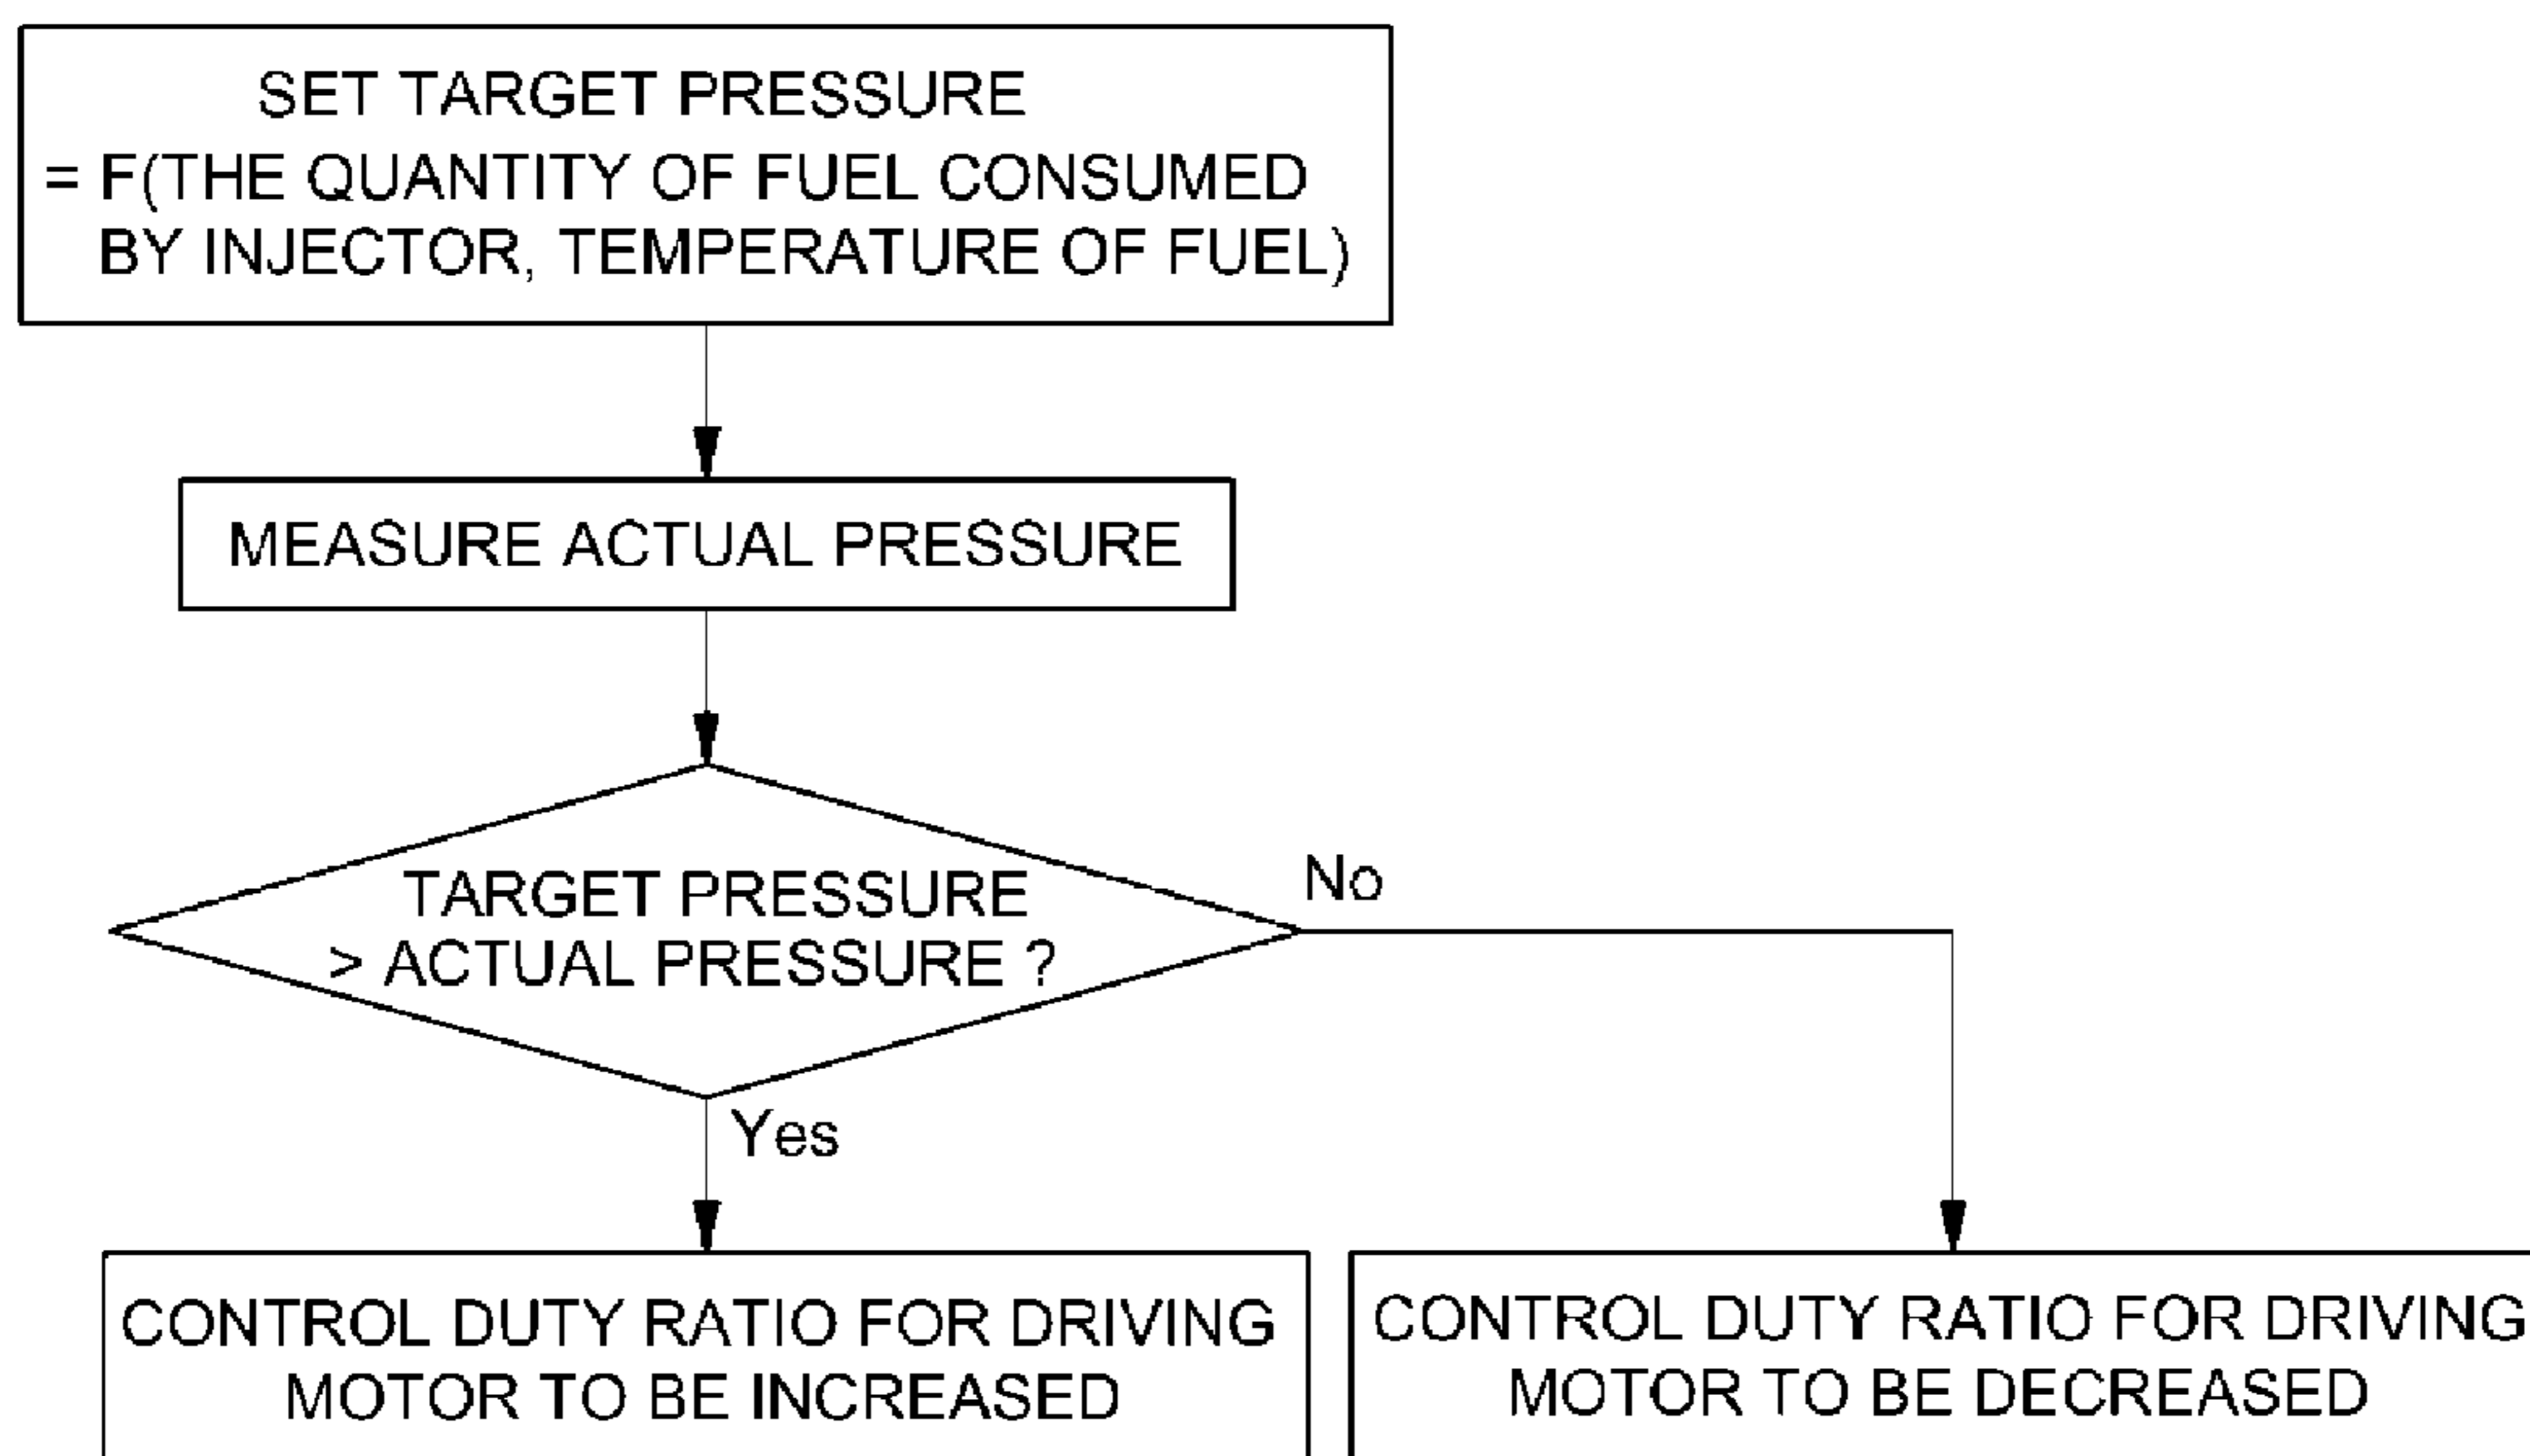 SET TARGET PRESSURE
= F(THE QUANTITY OF FUEL CONSUMED
BY INJECTOR, TEMPERATURE OF FUEL)
MEASURE ACTUAL PRESSURE
TARGET PRESSURE
> ACTUAL PRESSURE ?
No
Yes
CONTROL DUTY RATIO FOR DRIVING
MOTOR TO BE INCREASED
CONTROL DUTY RATIO FOR DRIVING
MOTOR TO BE DECREASED